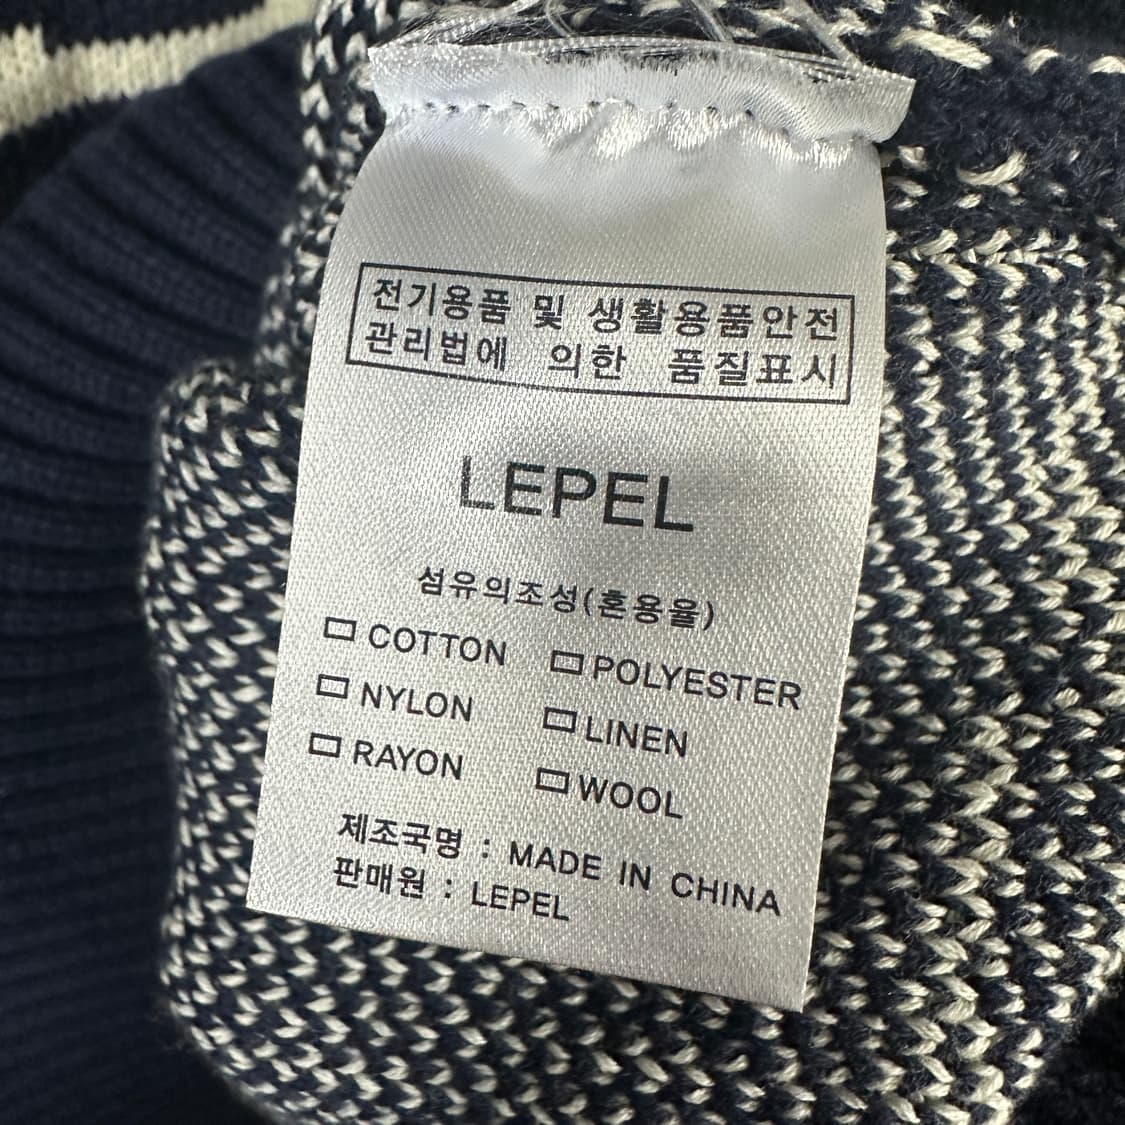 전기용품 및 생활용품안전
관리법에 의한 품질표시
LEPEL
섬유의조성(혼용율)
COTTON POLYESTER
NYLON LINEN
RAYON WOOL
제조국명 : MADE IN CHINA
판매원 : LEPEL